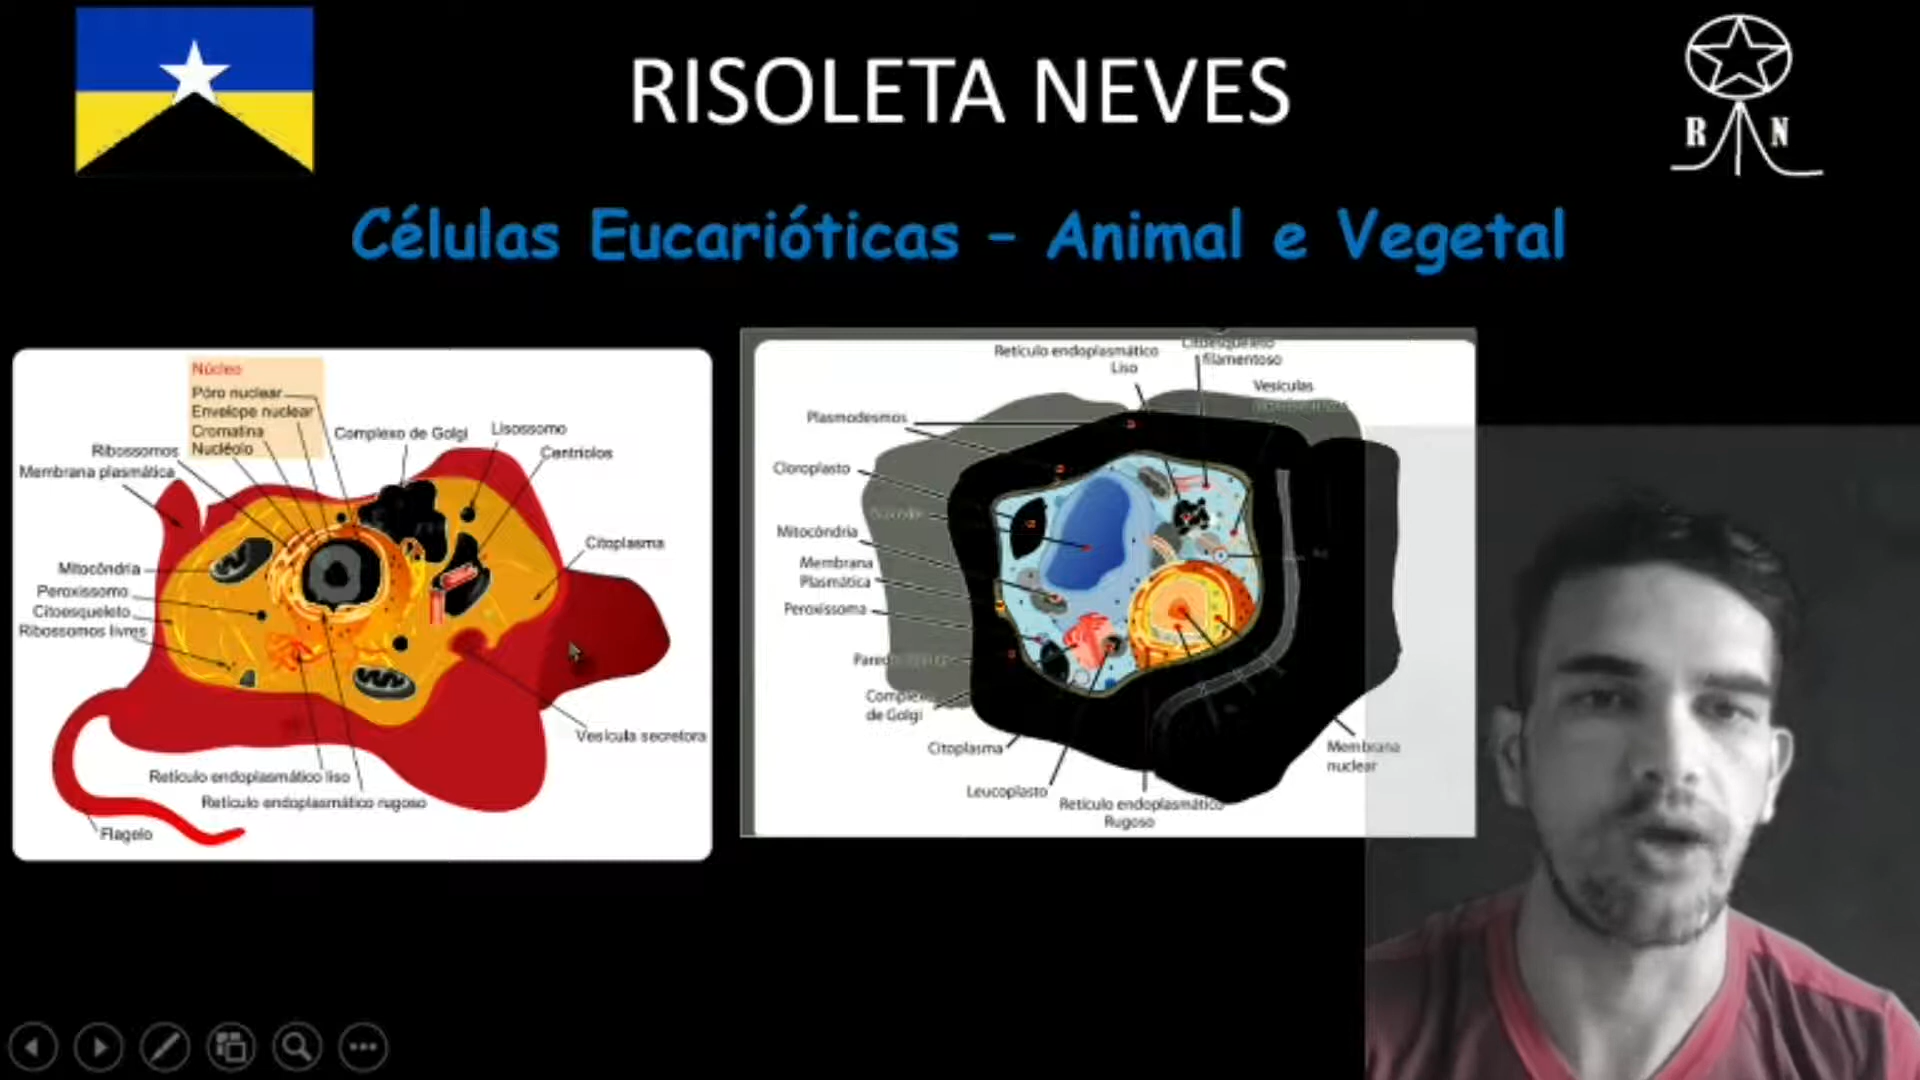 RISOLETA NEVES
R N
Células Eucarióticas – Animal e Vegetal
Núcleo
Póro nuclear
Envelope nuclear
Cromatina
Nucléolo
Ribossomos
Membrana plasmática
Complexo de Golgi
Lisossomo
Centríolos
Citoplasma
Mitocôndria
Peroxissomo
Citoesqueleto
Ribossomos livres
Vesícula secretora
Retículo endoplasmático liso
Retículo endoplasmático rugoso
Flagelo
Retículo endoplasmático
Liso
Citoesqueleto
filamentoso
Vesículas
Plasmodesmos
Cloroplasto
Mitocôndria
Membrana
Plasmática
Peroxissoma
Parede
Complexo
de Golgi
Citoplasma
Leucoplasto
Retículo endoplasmático
Rugoso
Membrana
nuclear